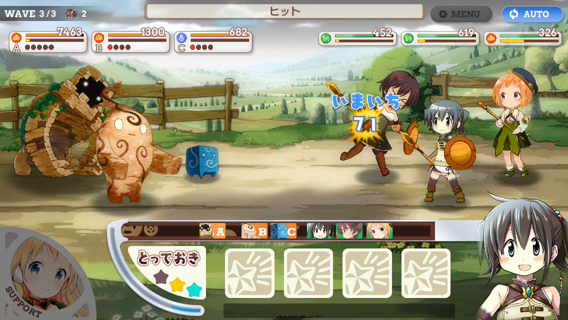 WAVE 3/3 2
ヒット
MENU
AUTO
7463
A
1300
B
682
C
452
619
326
いまいち
71
A B C
とっておき
SUPPORT